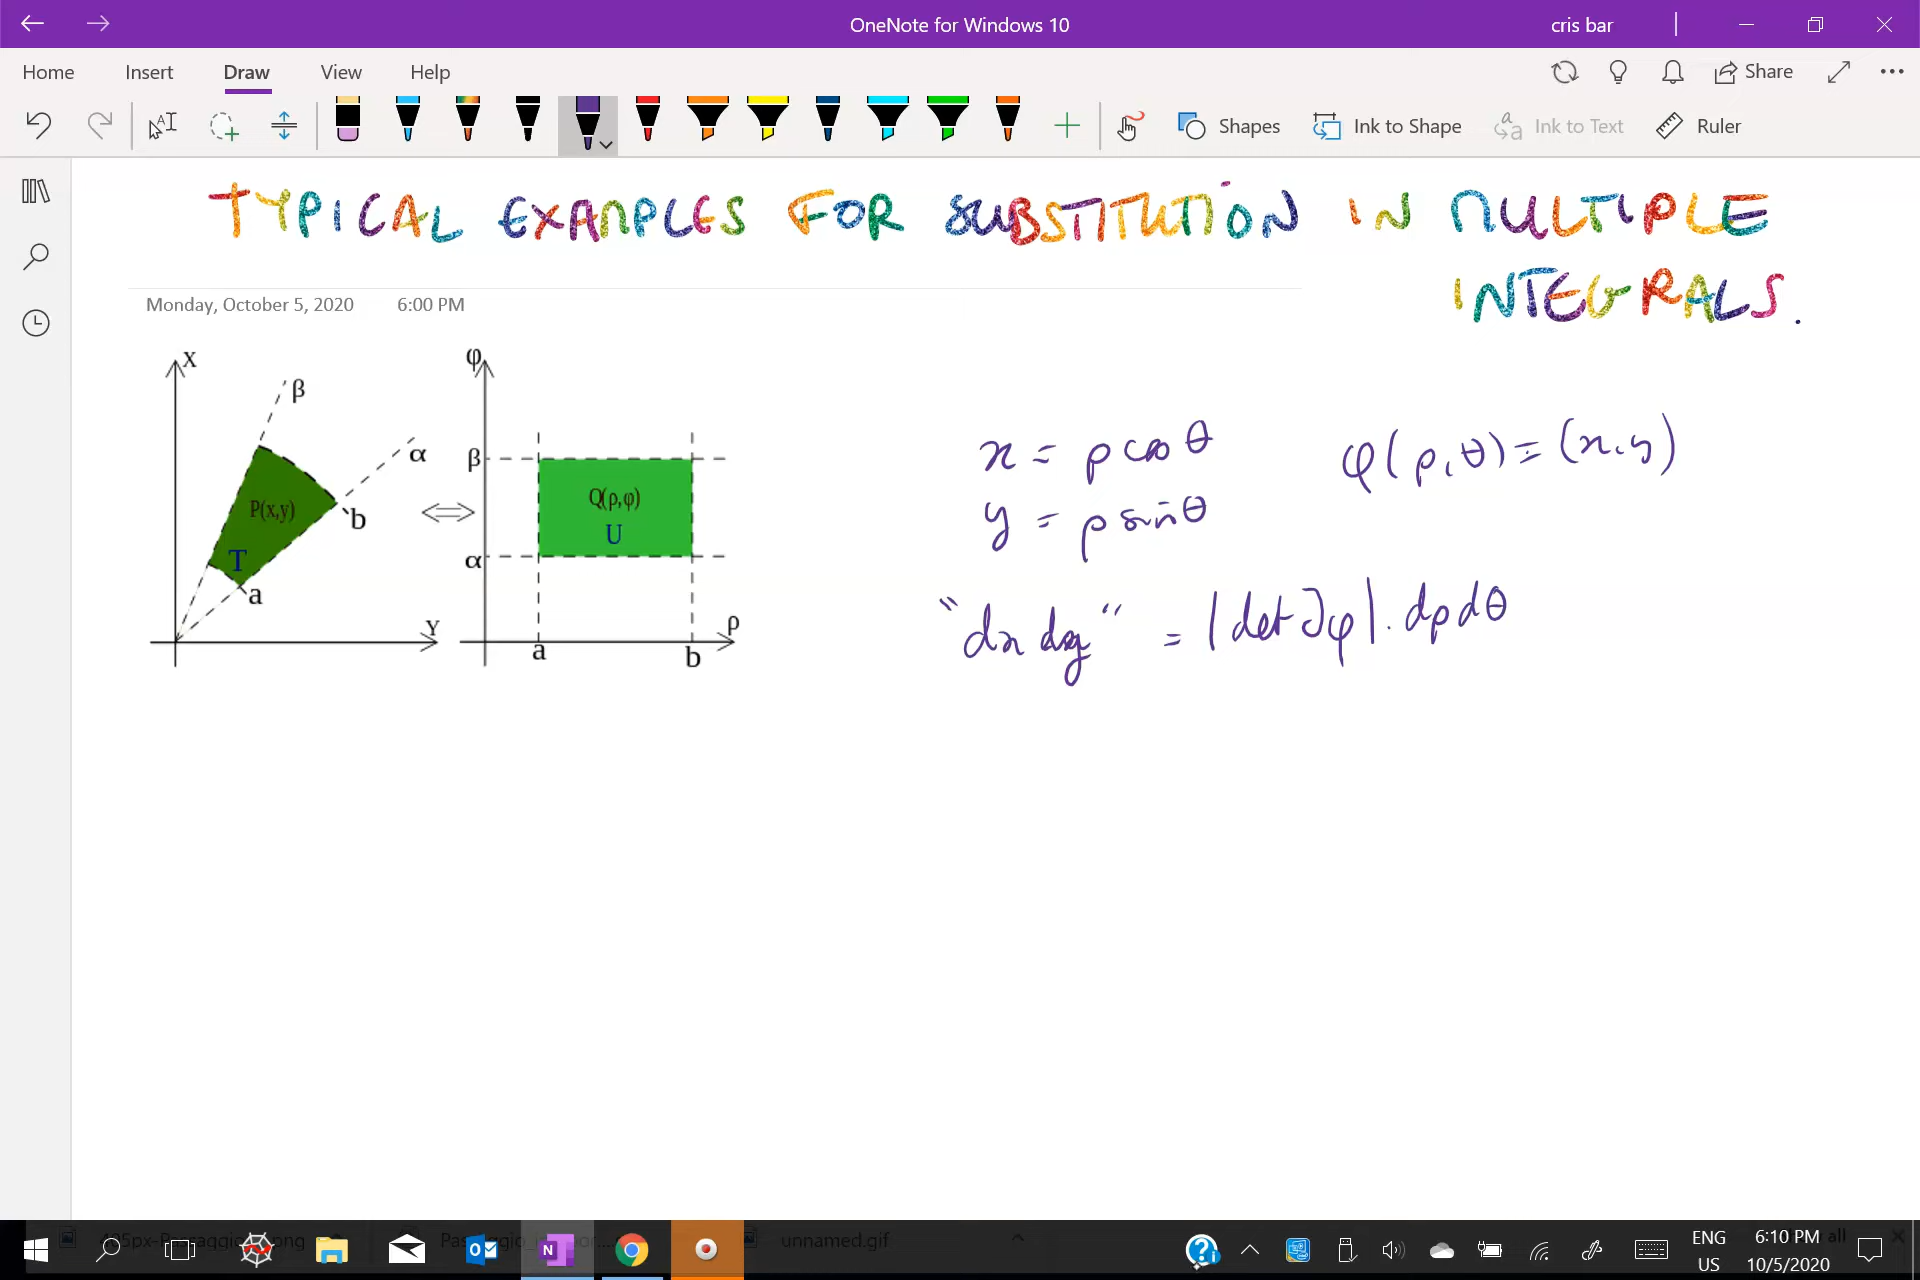 OneNote for Windows 10
cris bar
Home Insert Draw View Help
Share
Shapes Ink to Shape Ink to Text Ruler
TYPICAL EXAMPLES FOR SUBSTITUTION IN MULTIPLE
INTEGRALS.
Monday, October 5, 2020 6:00 PM
X β α P(x,y) T b a Y
φ β α Q(ρ,φ) U a b ρ
x = ρ cos θ
y = ρ sin θ
φ(ρ,θ) = (x,y)
"dx dy" = |det Jφ| . dρ dθ
unnamed.gif
ENG
US
6:10 PM
10/5/2020